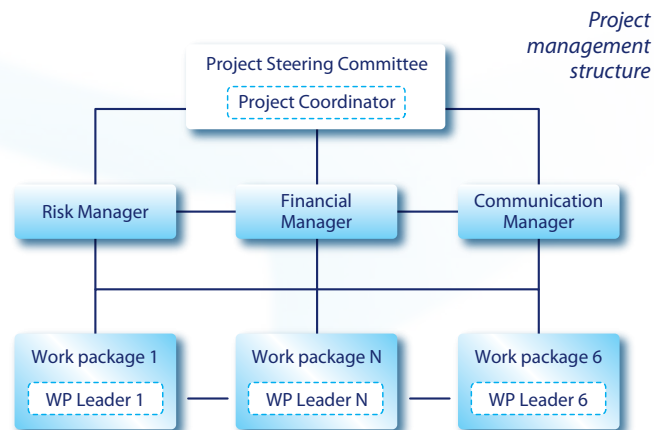 Project
management
structure
Project Steering Committee
Project Coordinator
Risk Manager
Financial
Manager
Communication
Manager
Work package 1
WP Leader 1
Work package N
WP Leader N
Work package 6
WP Leader 6